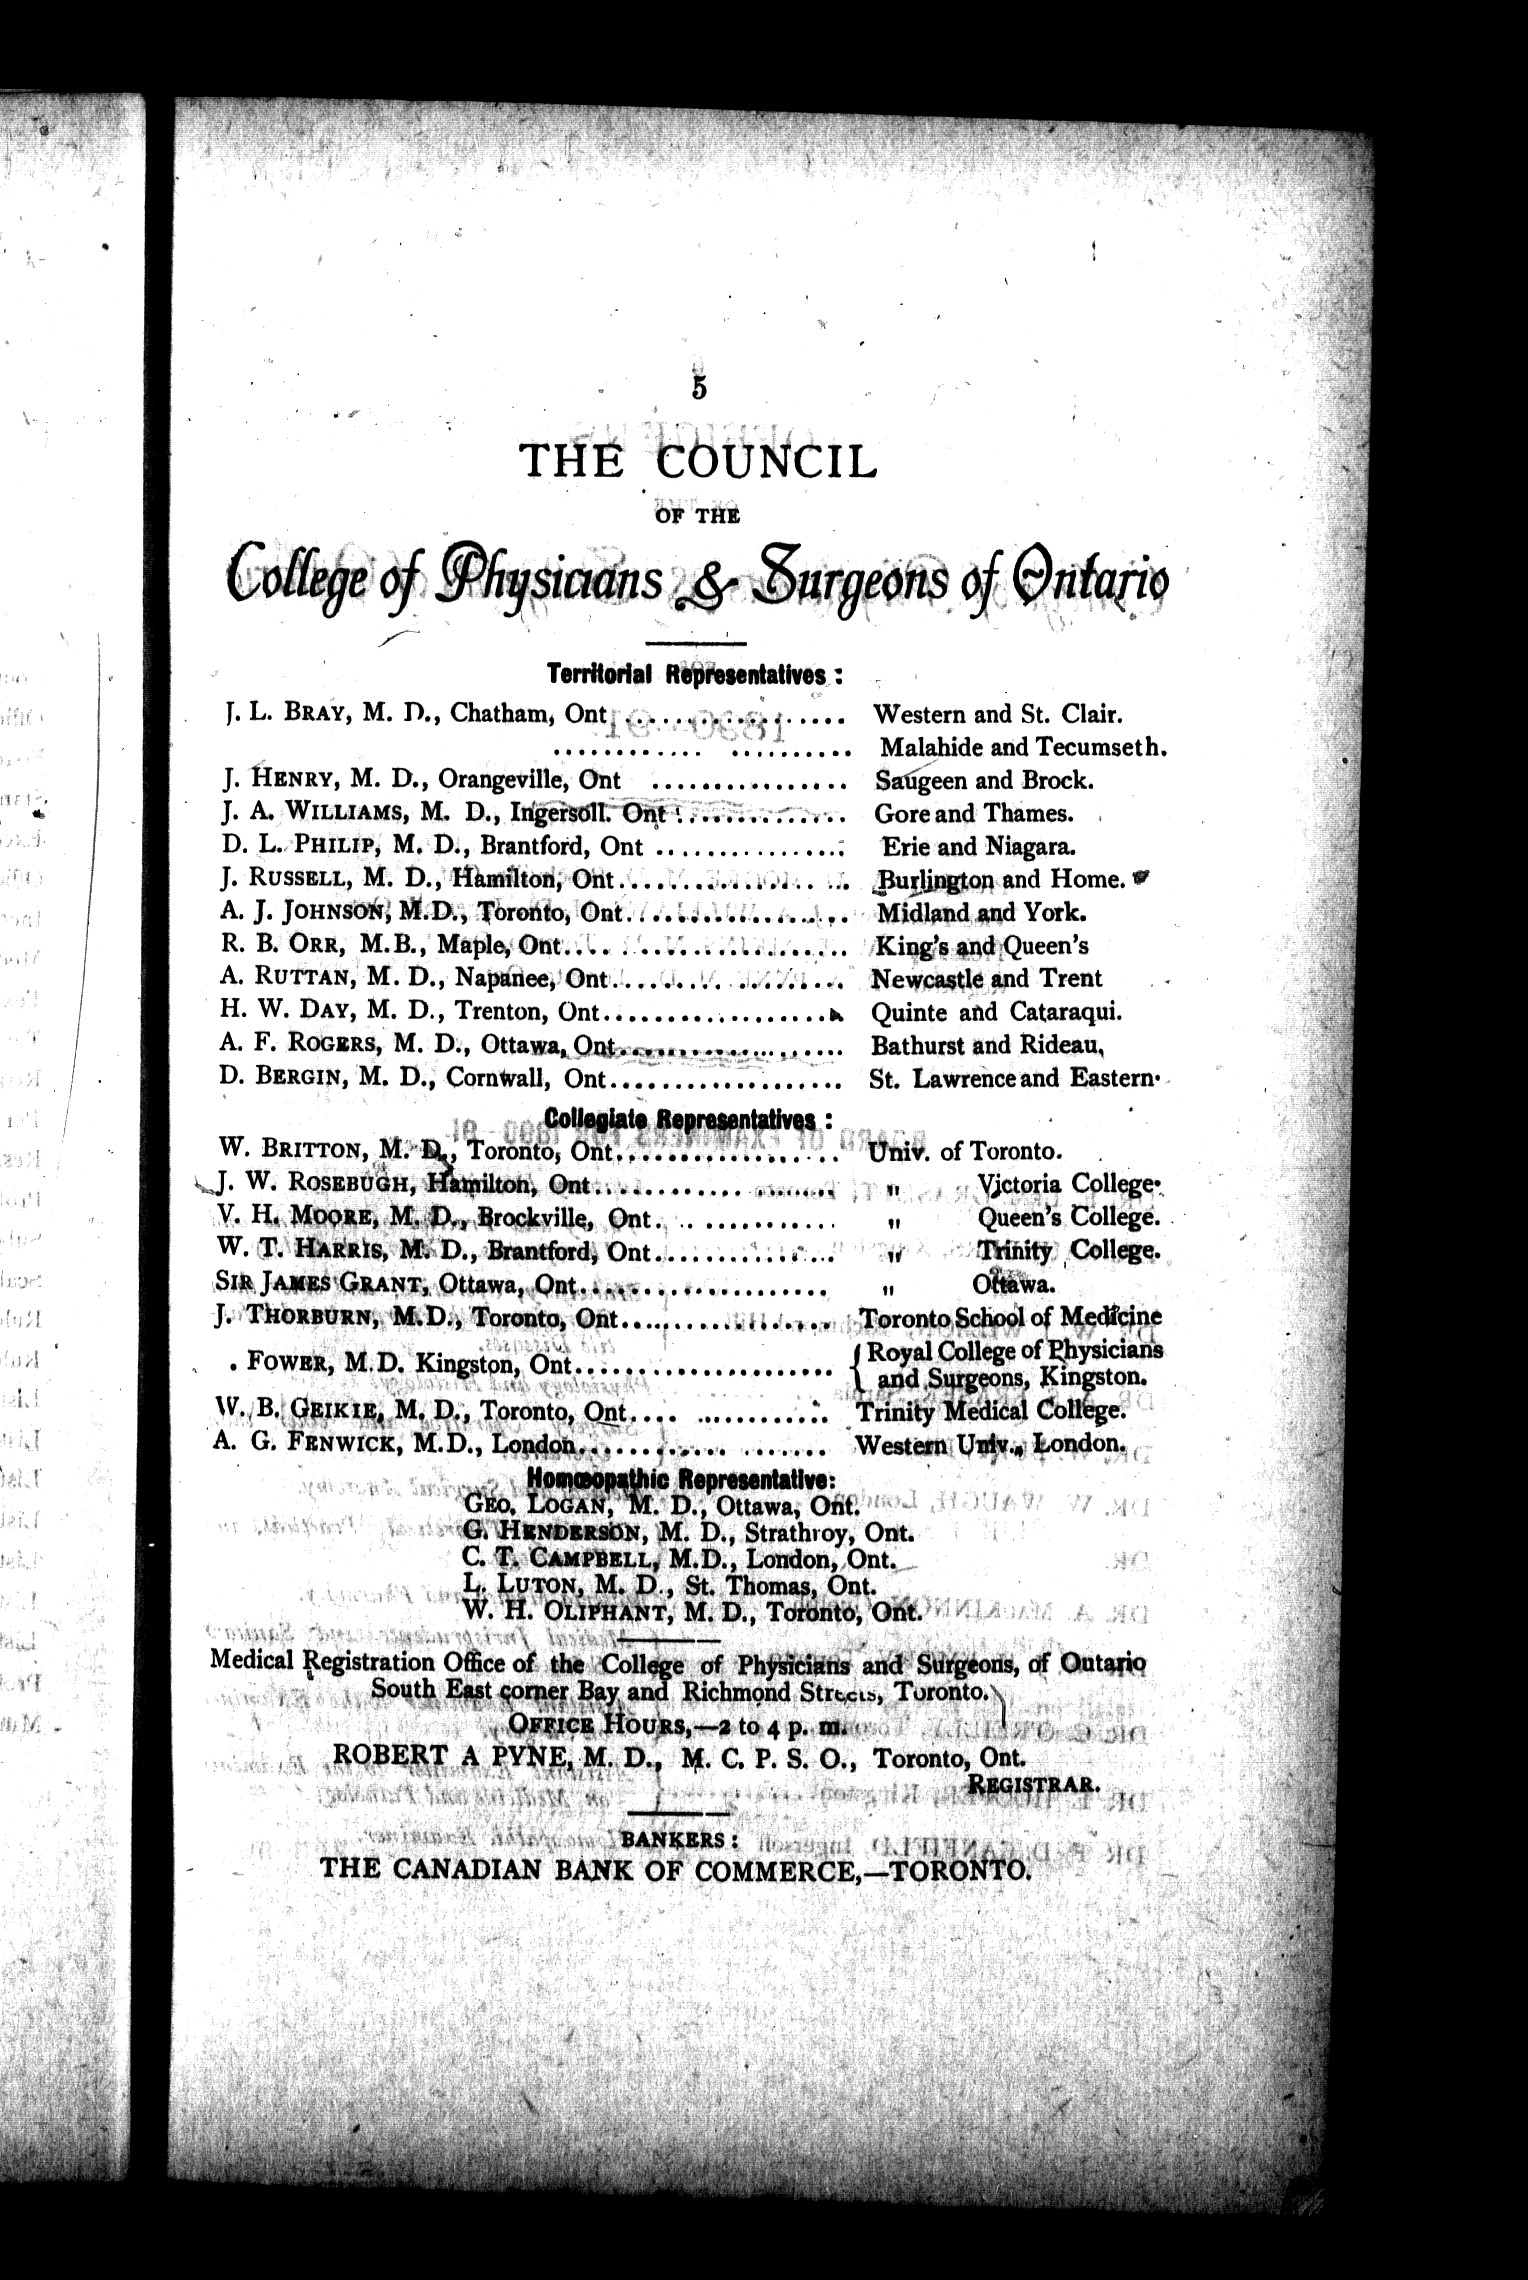 5
THE COUNCIL
OF THE
College of Physicians & Surgeons of Ontario
Territorial Representatives :
J. L. BRAY, M. D., Chatham, Ont .................. Western and St. Clair.
...................... Malahide and Tecumseth.
J. HENRY, M. D., Orangeville, Ont ................ Saugeen and Brock.
J. A. WILLIAMS, M. D., Ingersoll. Ont .............. Gore and Thames.
D. L. PHILIP, M. D., Brantford, Ont ................ Erie and Niagara.
J. RUSSELL, M. D., Hamilton, Ont................... Burlington and Home.
A. J. JOHNSON, M.D., Toronto, Ont.................. Midland and York.
R. B. ORR, M.B., Maple, Ont....................... King's and Queen's
A. RUTTAN, M. D., Napanee, Ont................... Newcastle and Trent
H. W. DAY, M. D., Trenton, Ont................... Quinte and Cataraqui.
A. F. ROGERS, M. D., Ottawa, Ont.................. Bathurst and Rideau,
D. BERGIN, M. D., Cornwall, Ont................... St. Lawrence and Eastern.
Collegiate Representatives :
W. BRITTON, M. D., Toronto, Ont.................. Univ. of Toronto.
J. W. ROSEBUGH, Hamilton, Ont................... " Victoria College.
V. H. MOORE, M. D., Brockville, Ont. .............. " Queen's College.
W. T. HARRIS, M. D., Brantford, Ont............... " Trinity College.
SIR JAMES GRANT, Ottawa, Ont.................... " Ottawa.
J. THORBURN, M.D., Toronto, Ont.................. Toronto School of Medicine
. FOWER, M.D. Kingston, Ont..................... { Royal College of Physicians
and Surgeons, Kingston.
W. B. GEIKIE, M. D., Toronto, Ont.... ............ Trinity Medical College.
A. G. FENWICK, M.D., London.................... Western Univ., London.
Homœopathic Representative:
GEO. LOGAN, M. D., Ottawa, Ont.
G. HENDERSON, M. D., Strathroy, Ont.
C. T. CAMPBELL, M.D., London, Ont.
L. LUTON, M. D., St. Thomas, Ont.
W. H. OLIPHANT, M. D., Toronto, Ont.
Medical Registration Office of the College of Physicians and Surgeons, of Outario
South East corner Bay and Richmond Streets, Toronto.
OFFICE HOURS,—2 to 4 p. m.
ROBERT A PYNE, M. D., M. C. P. S. O., Toronto, Ont.
REGISTRAR.
BANKERS :
THE CANADIAN BANK OF COMMERCE,—TORONTO.